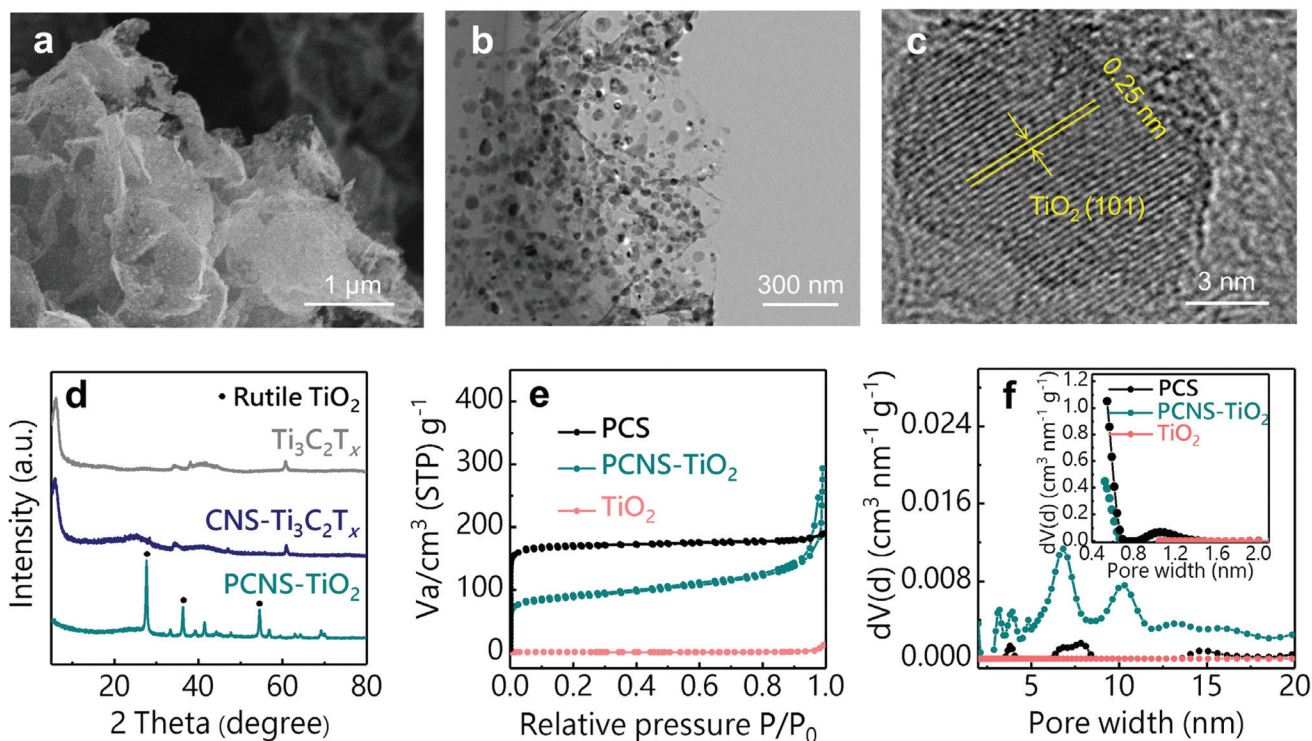 a
1 μm
b
300 nm
c
0.25 nm
TiO₂ (101)
3 nm
d
• Rutile TiO₂
Ti₃C₂Tₓ
CNS-Ti₃C₂Tₓ
PCNS-TiO₂
Intensity (a.u.)
0 20 40 60 80
2 Theta (degree)
e
PCS
PCNS-TiO₂
TiO₂
Va/cm³ (STP) g⁻¹
400
300
200
100
0
0.0 0.2 0.4 0.6 0.8 1.0
Relative pressure P/P₀
f
dV(d) (cm³ nm⁻¹ g⁻¹)
0.024
0.016
0.008
0.000
5 10 15 20
Pore width (nm)
PCS
PCNS-TiO₂
TiO₂
dV(d) (cm³ nm⁻¹ g⁻¹)
1.2
1.0
0.8
0.6
0.4
0.2
0.0
0.4 0.8 1.2 1.6 2.0
Pore width (nm)